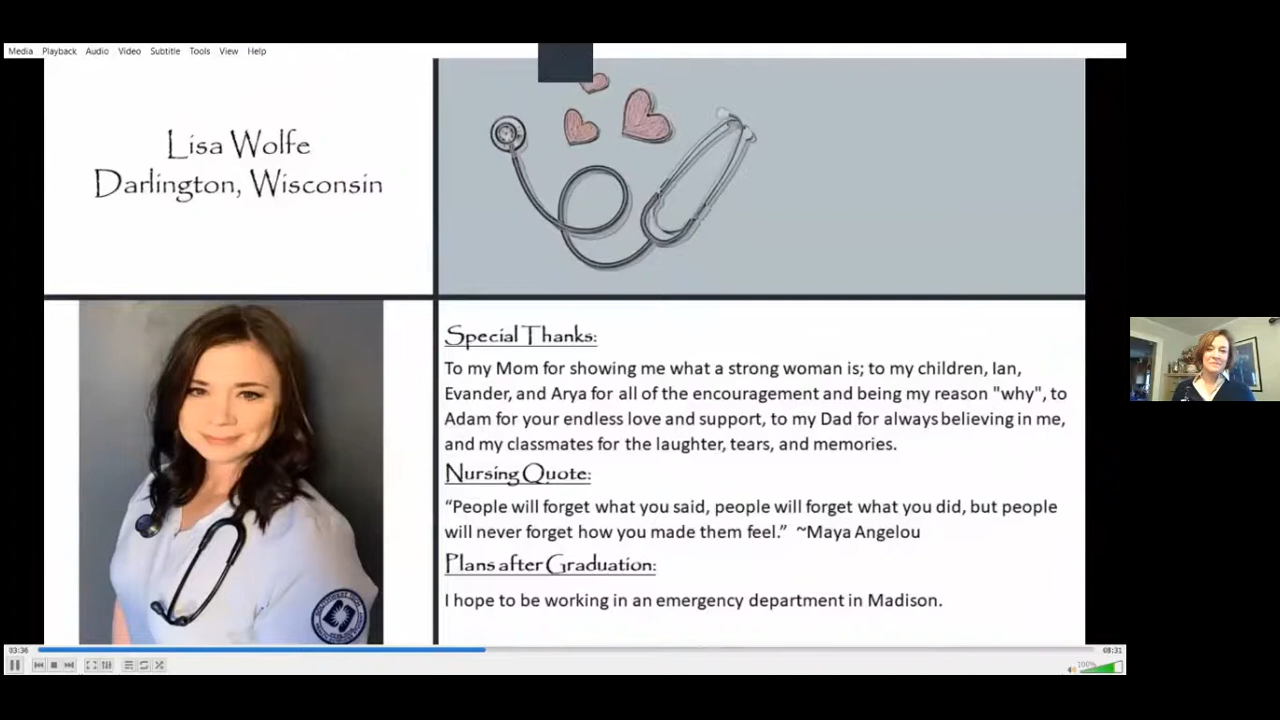 Media Playback Audio Video Subtitle Tools View Help
Lisa Wolfe
Darlington, Wisconsin
Special Thanks:
To my Mom for showing me what a strong woman is; to my children, Ian,
Evander, and Arya for all of the encouragement and being my reason "why", to
Adam for your endless love and support, to my Dad for always believing in me,
and my classmates for the laughter, tears, and memories.
Nursing Quote:
“People will forget what you said, people will forget what you did, but people
will never forget how you made them feel.” ~Maya Angelou
Plans after Graduation:
I hope to be working in an emergency department in Madison.
03:36
08:31
100%